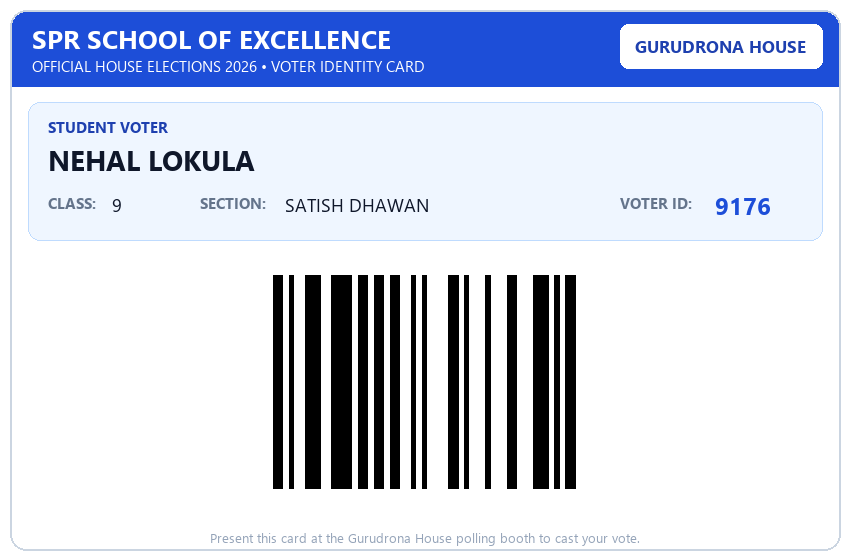 SPR SCHOOL OF EXCELLENCE
OFFICIAL HOUSE ELECTIONS 2026 • VOTER IDENTITY CARD
GURUDRONA HOUSE
STUDENT VOTER
NEHAL LOKULA
CLASS: 9 SECTION: SATISH DHAWAN VOTER ID: 9176
Present this card at the Gurudrona House polling booth to cast your vote.